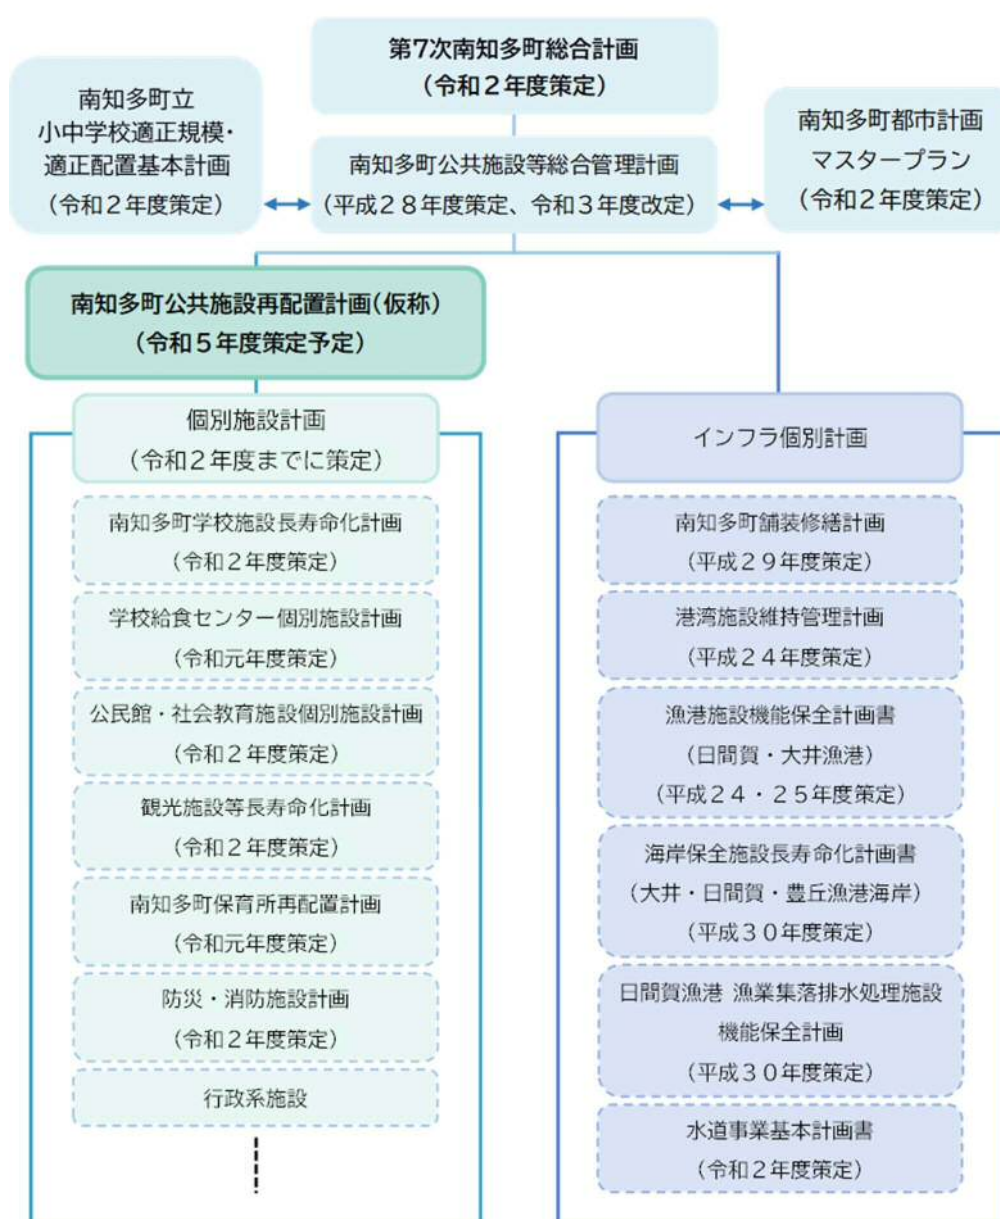 第7次南知多町総合計画
(令和２年度策定)
南知多町立
小中学校適正規模・
適正配置基本計画
(令和２年度策定)
南知多町公共施設等総合管理計画
(平成２８年度策定、令和３年度改定)
南知多町都市計画
マスタープラン
(令和２年度策定)
南知多町公共施設再配置計画(仮称)
(令和５年度策定予定)
個別施設計画
(令和２年度までに策定)
南知多町学校施設長寿命化計画
(令和２年度策定)
学校給食センター個別施設計画
(令和元年度策定)
公民館・社会教育施設個別施設計画
(令和２年度策定)
観光施設等長寿命化計画
(令和２年度策定)
南知多町保育所再配置計画
(令和元年度策定)
防災・消防施設計画
(令和２年度策定)
行政系施設
インフラ個別計画
南知多町舗装修繕計画
(平成２９年度策定)
港湾施設維持管理計画
(平成２４年度策定)
漁港施設機能保全計画書
(日間賀・大井漁港)
(平成２４・２５年度策定)
海岸保全施設長寿命化計画書
(大井・日間賀・豊丘漁港海岸)
(平成３０年度策定)
日間賀漁港 漁業集落排水処理施設
機能保全計画
(平成３０年度策定)
水道事業基本計画書
(令和２年度策定)